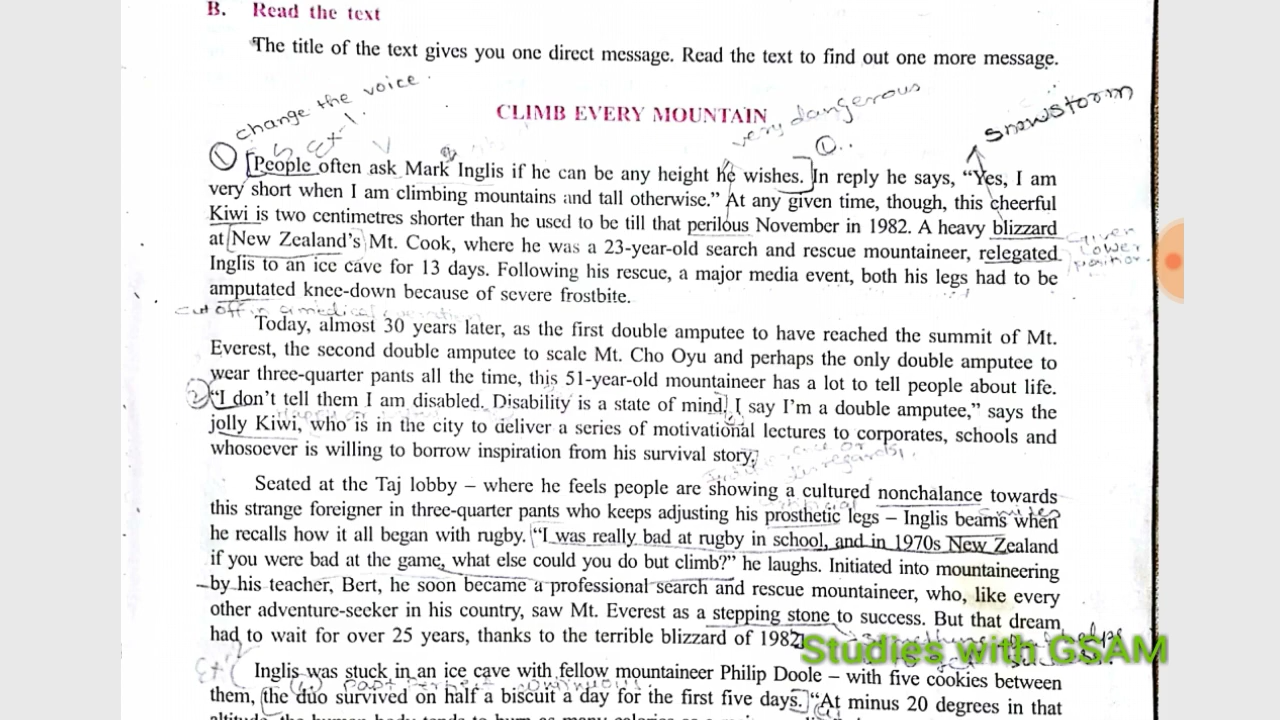 B. Read the text
The title of the text gives you one direct message. Read the text to find out one more message.
change the voice
very dangerous
snowstorm
CLIMB EVERY MOUNTAIN
Ex-1.
1..
1 People often ask Mark Inglis if he can be any height he wishes. In reply he says, “Yes, I am
very short when I am climbing mountains and tall otherwise.” At any given time, though, this cheerful
Kiwi is two centimetres shorter than he used to be till that perilous November in 1982. A heavy blizzard
given
at New Zealand’s Mt. Cook, where he was a 23-year-old search and rescue mountaineer, relegated
lower
position.
Inglis to an ice cave for 13 days. Following his rescue, a major media event, both his legs had to be
amputated knee-down because of severe frostbite.
cut off in a medical
Today, almost 30 years later, as the first double amputee to have reached the summit of Mt.
Everest, the second double amputee to scale Mt. Cho Oyu and perhaps the only double amputee to
wear three-quarter pants all the time, this 51-year-old mountaineer has a lot to tell people about life.
2 “I don’t tell them I am disabled. Disability is a state of mind. I say I’m a double amputee,” says the
jolly Kiwi, who is in the city to deliver a series of motivational lectures to corporates, schools and
whosoever is willing to borrow inspiration from his survival story.
Seated at the Taj lobby – where he feels people are showing a cultured nonchalance towards
this strange foreigner in three-quarter pants who keeps adjusting his prosthetic legs – Inglis beams when
smiles
he recalls how it all began with rugby. “I was really bad at rugby in school, and in 1970s New Zealand
if you were bad at the game, what else could you do but climb?” he laughs. Initiated into mountaineering
by his teacher, Bert, he soon became a professional search and rescue mountaineer, who, like every
other adventure-seeker in his country, saw Mt. Everest as a stepping stone to success. But that dream
had to wait for over 25 years, thanks to the terrible blizzard of 1982.
Studies with GSAM
Inglis was stuck in an ice cave with fellow mountaineer Philip Doole – with five cookies between
them, the duo survived on half a biscuit a day for the first five days. “At minus 20 degrees in that